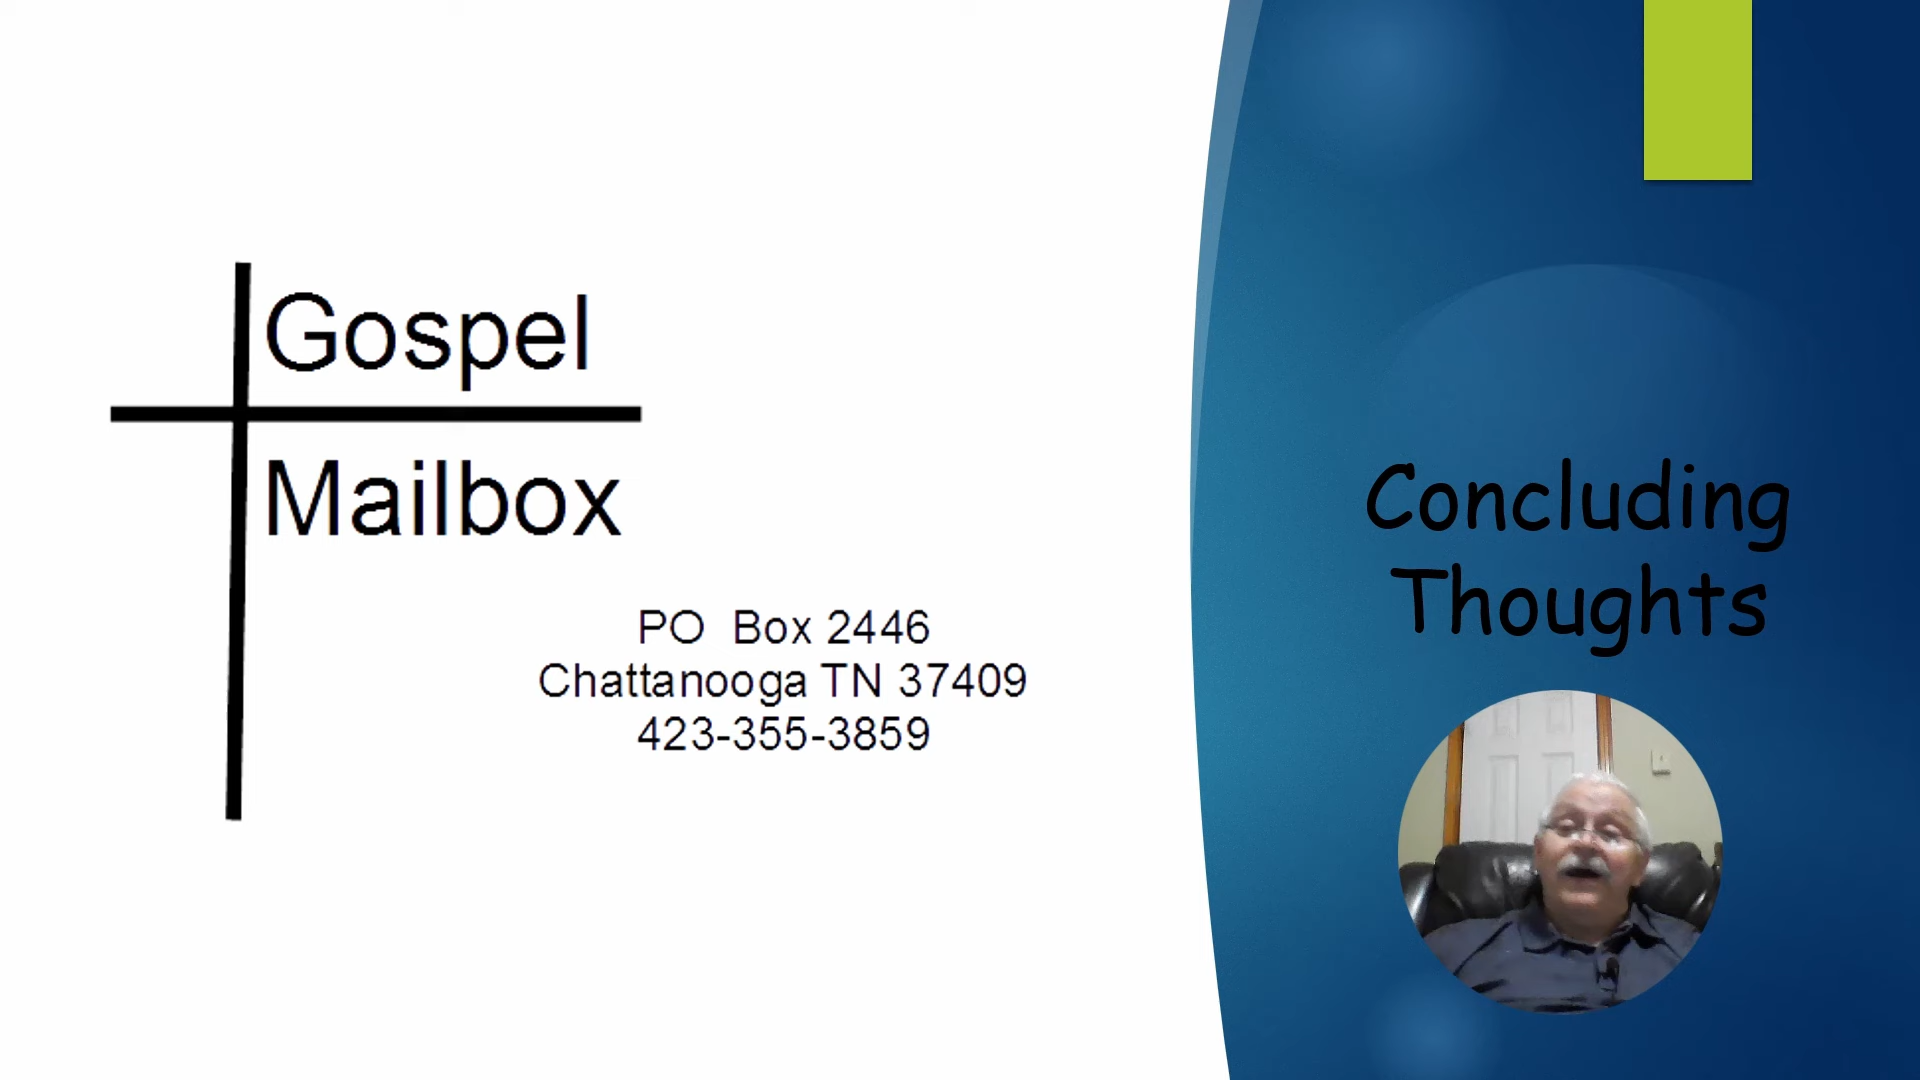 Gospel
Mailbox
PO Box 2446
Chattanooga TN 37409
423-355-3859
Concluding
Thoughts